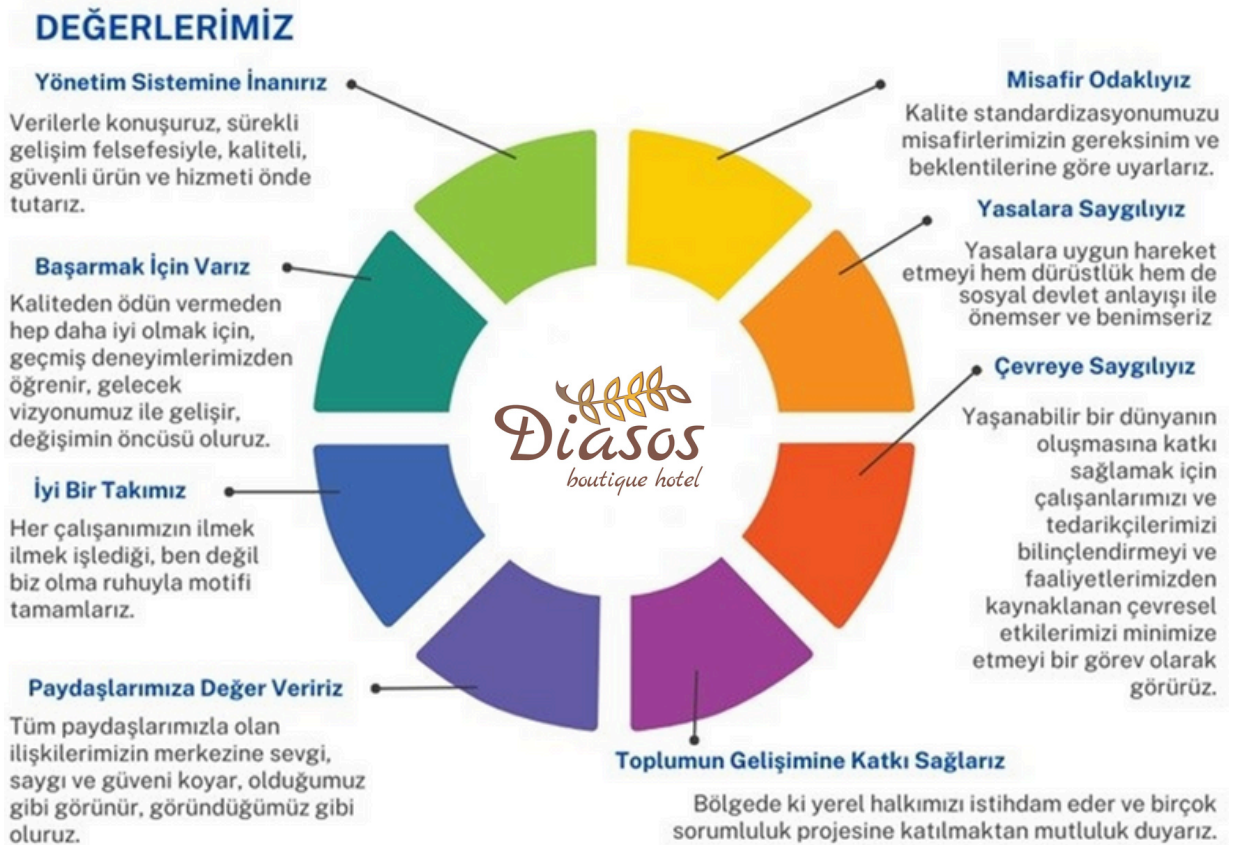 DEĞERLERİMİZ
Yönetim Sistemine İnanırız
Verilerle konuşuruz, sürekli
gelişim felsefesiyle, kaliteli,
güvenli ürün ve hizmeti önde
tutarız.
Başarmak İçin Varız
Kaliteden ödün vermeden
hep daha iyi olmak için,
geçmiş deneyimlerimizden
öğrenir, gelecek
vizyonumuz ile gelişir,
değişimin öncüsü oluruz.
İyi Bir Takımız
Her çalışanımızın ilmek
ilmek işlediği, ben değil
biz olma ruhuyla motifi
tamamlarız.
Paydaşlarımıza Değer Veririz
Tüm paydaşlarımızla olan
ilişkilerimizin merkezine sevgi,
saygı ve güveni koyar, olduğumuz
gibi görünür, göründüğümüz gibi
oluruz.
Diasos
boutique hotel
Misafir Odaklıyız
Kalite standardizasyonumuzu
misafirlerimizin gereksinim ve
beklentilerine göre uyarlarız.
Yasalara Saygılıyız
Yasalara uygun hareket
etmeyi hem dürüstlük hem de
sosyal devlet anlayışı ile
önemser ve benimseriz
Çevreye Saygılıyız
Yaşanabilir bir dünyanın
oluşmasına katkı
sağlamak için
çalışanlarımızı ve
tedarikçilerimizi
bilinçlendirmeyi ve
faaliyetlerimizden
kaynaklanan çevresel
etkilerimizi minimize
etmeyi bir görev olarak
görürüz.
Toplumun Gelişimine Katkı Sağlarız
Bölgede ki yerel halkımızı istihdam eder ve birçok
sorumluluk projesine katılmaktan mutluluk duyarız.